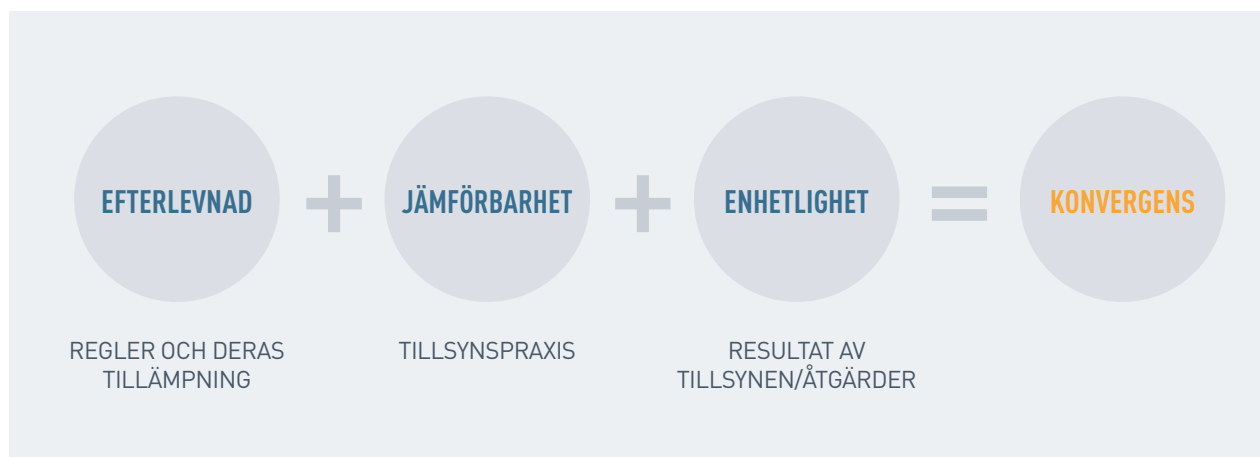 EFTERLEVNAD + JÄMFÖRBARHET + ENHETLIGHET = KONVERGENS
REGLER OCH DERAS
TILLÄMPNING
TILLSYNSPRAXIS
RESULTAT AV
TILLSYNEN/ÅTGÄRDER